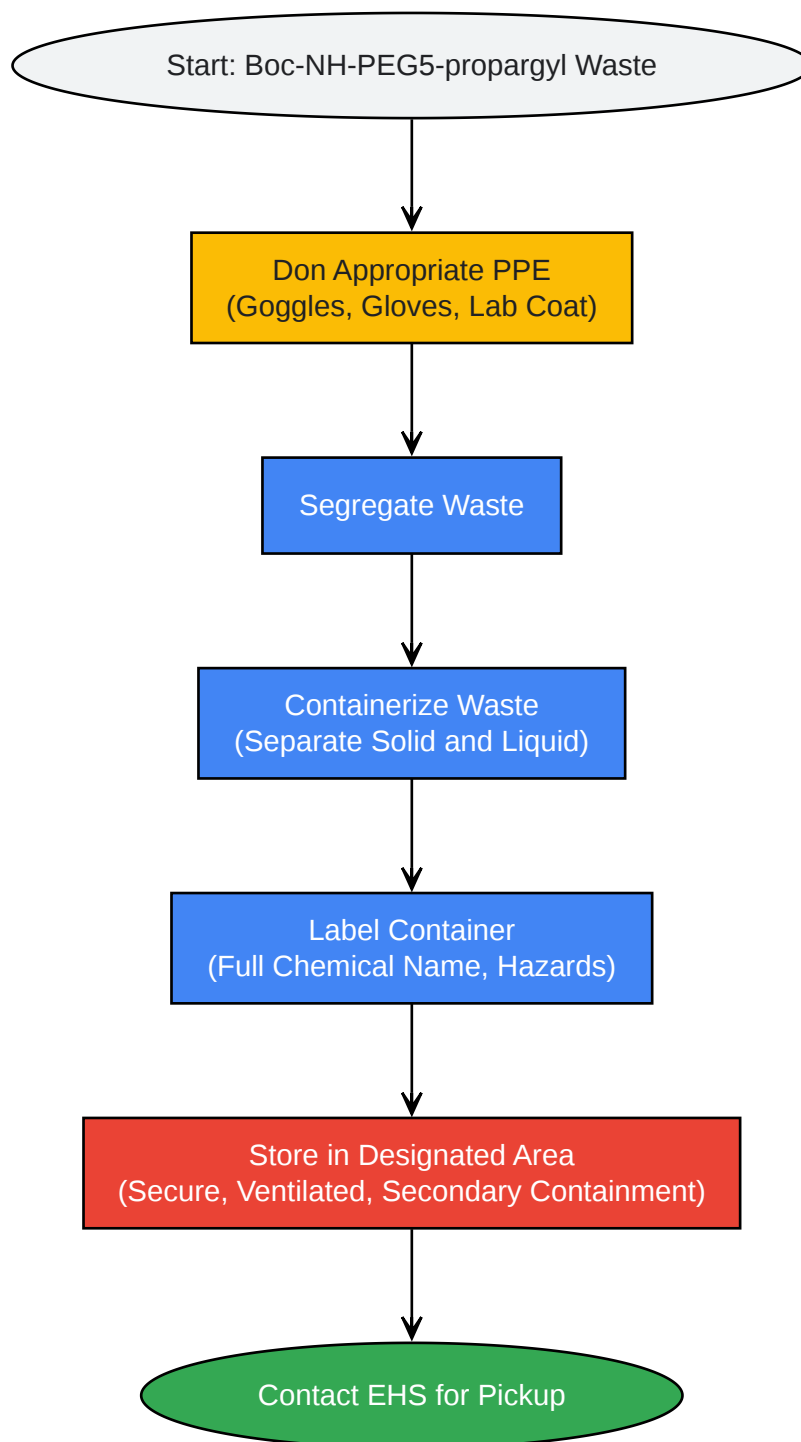 Start: Boc-NH-PEG5-propargyl Waste
Don Appropriate PPE
(Goggles, Gloves, Lab Coat)
Segregate Waste
Containerize Waste
(Separate Solid and Liquid)
Label Container
(Full Chemical Name, Hazards)
Store in Designated Area
(Secure, Ventilated, Secondary Containment)
Contact EHS for Pickup